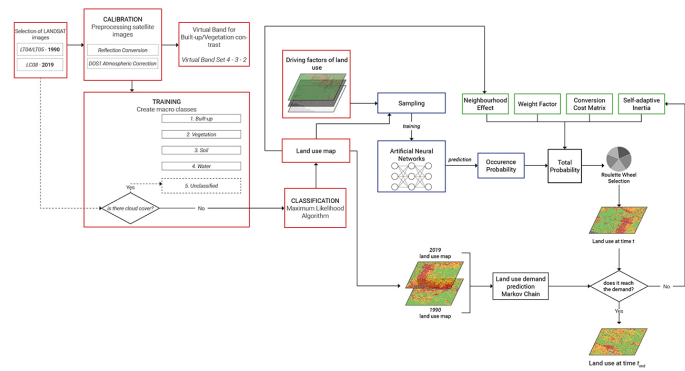 Selection of LANDSAT
images
LT04/LT05 - 1990
LC08 - 2019
CALIBRATION
Preprocessing satellite
images
Reflection Conversion
DOS1 Atmospheric Correction
Virtual Band for
Built-up/Vegetation con-
trast
Virtual Band Set 4 - 3 - 2
TRAINING
Create macro classes
1. Built-up
2. Vegetation
3. Soil
4. Water
5. Unclassified
Yes
is there cloud cover?
No
CLASSIFICATION
Maximum Likelihood
Algorithm
Land use map
Driving factors of land
use
Sampling
training
Artificial Neural
Networks
prediction
Occurence
Probability
Neighbourhood
Effect
Weight Factor
Conversion
Cost Matrix
Self-adaptive
Inertia
Total
Probability
Roulette Wheel
Selection
Land use at time t
2019
land use map
1990
land use map
Land use demand
prediction
Markov Chain
does it reach
the demand?
No
Yes
Land use at time tend